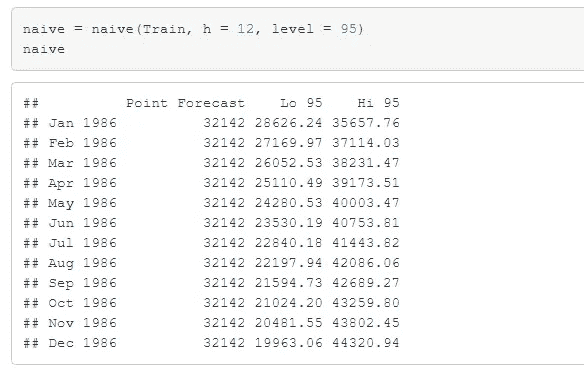 naive = naive(Train, h = 12, level = 95)
naive
##          Point Forecast    Lo 95    Hi 95
## Jan 1986          32142 28626.24 35657.76
## Feb 1986          32142 27169.97 37114.03
## Mar 1986          32142 26052.53 38231.47
## Apr 1986          32142 25110.49 39173.51
## May 1986          32142 24280.53 40003.47
## Jun 1986          32142 23530.19 40753.81
## Jul 1986          32142 22840.18 41443.82
## Aug 1986          32142 22197.94 42086.06
## Sep 1986          32142 21594.73 42689.27
## Oct 1986          32142 21024.20 43259.80
## Nov 1986          32142 20481.55 43802.45
## Dec 1986          32142 19963.06 44320.94